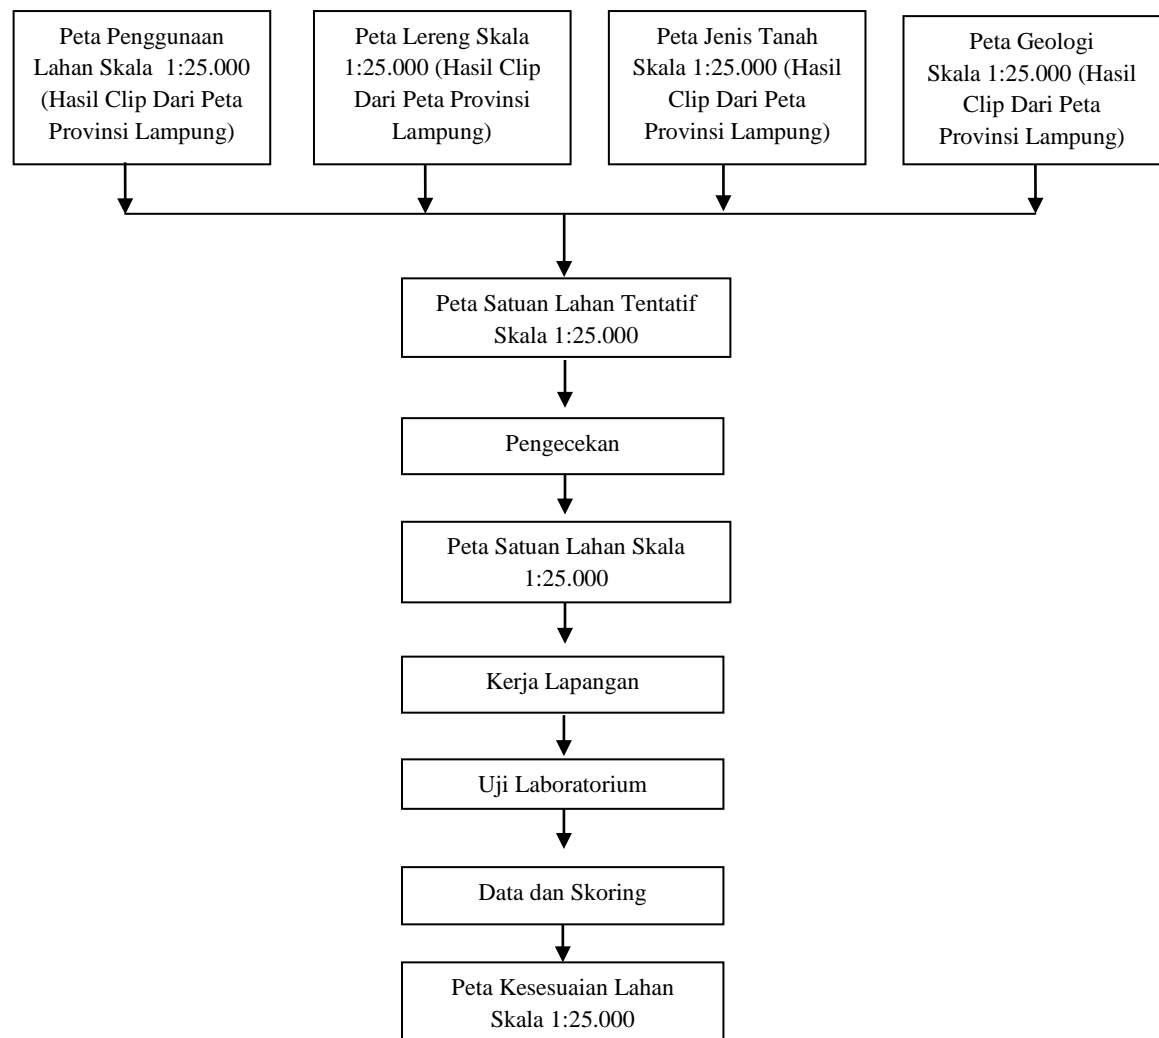 Peta Penggunaan
Lahan Skala 1:25.000
(Hasil Clip Dari Peta
Provinsi Lampung)
Peta Lereng Skala
1:25.000 (Hasil Clip
Dari Peta Provinsi
Lampung)
Peta Jenis Tanah
Skala 1:25.000 (Hasil
Clip Dari Peta
Provinsi Lampung)
Peta Geologi
Skala 1:25.000 (Hasil
Clip Dari Peta
Provinsi Lampung)
Peta Satuan Lahan Tentatif
Skala 1:25.000
Pengecekan
Peta Satuan Lahan Skala
1:25.000
Kerja Lapangan
Uji Laboratorium
Data dan Skoring
Peta Kesesuaian Lahan
Skala 1:25.000